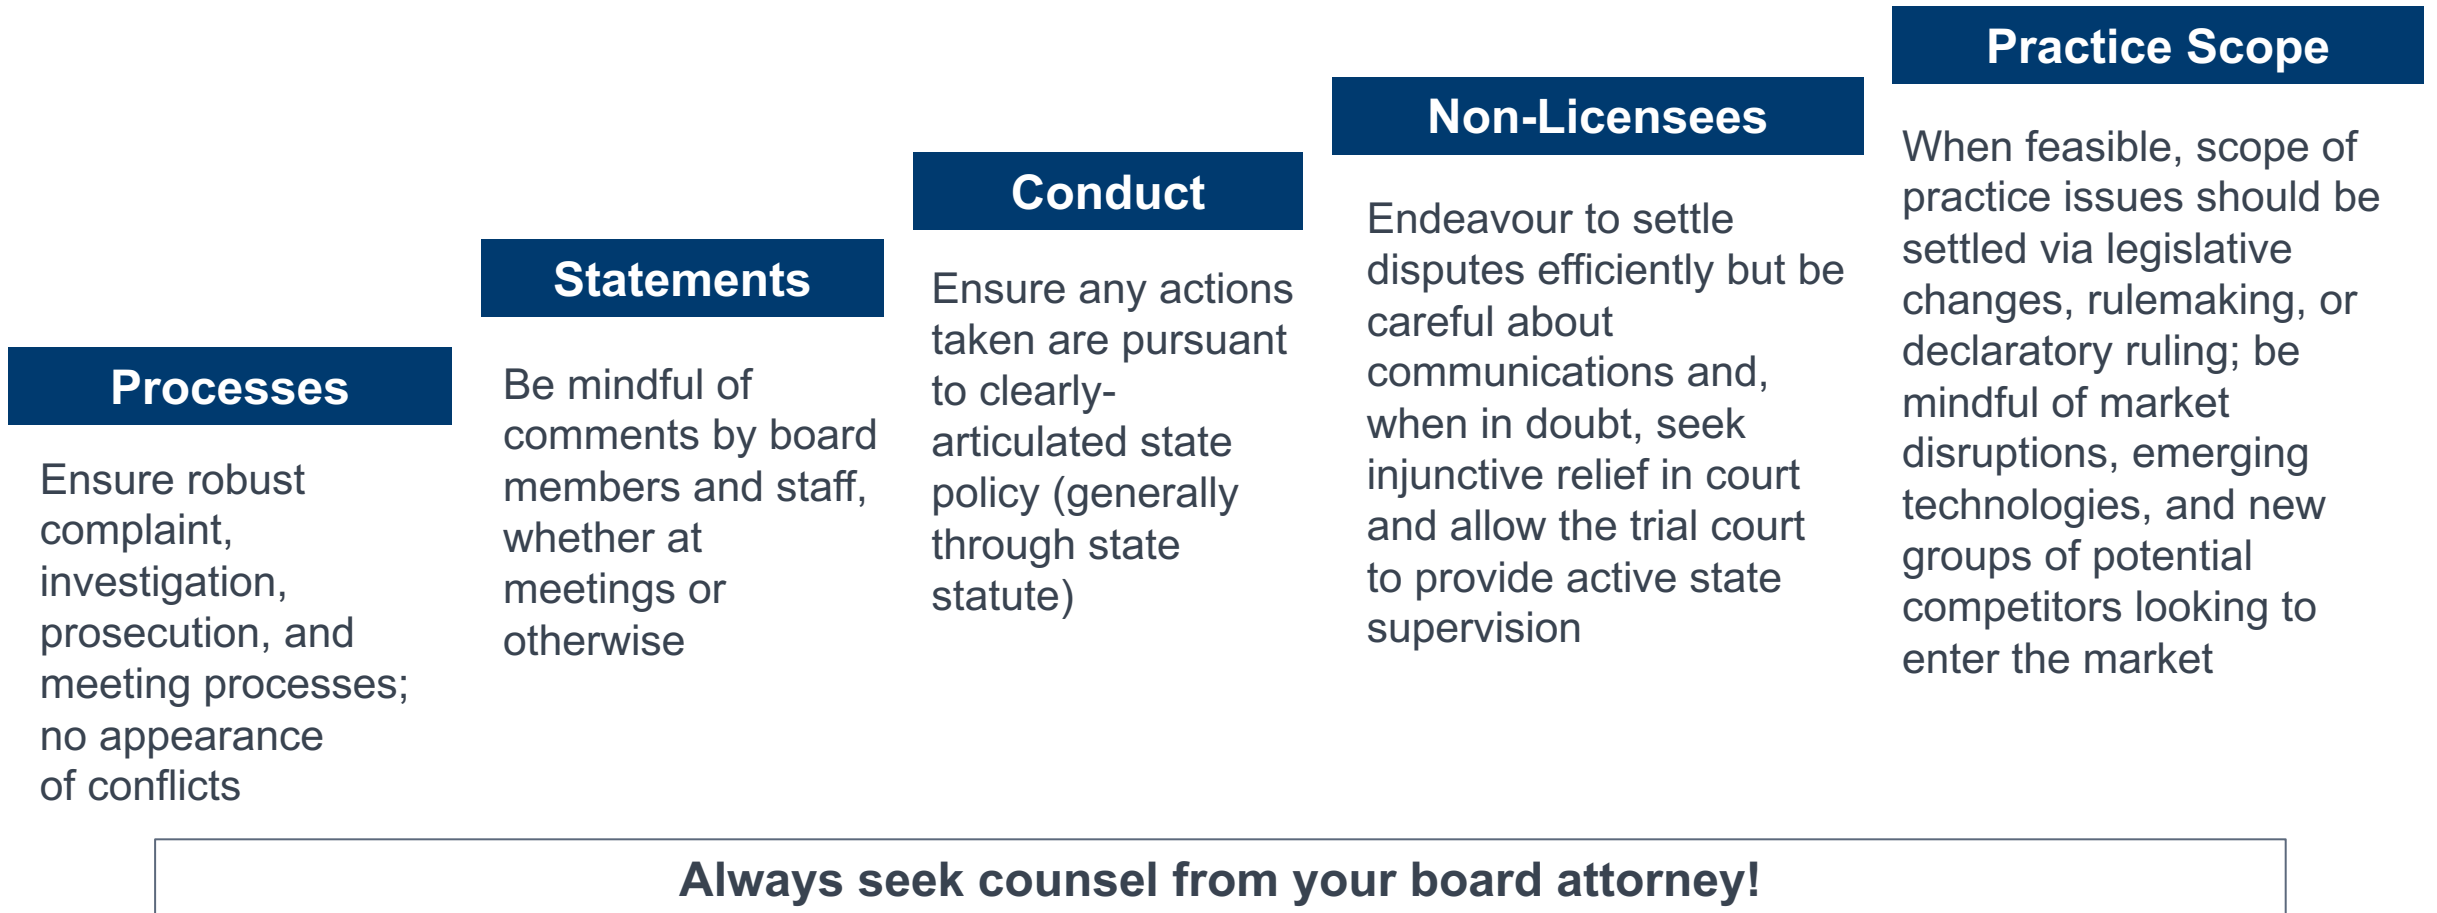 Processes
Ensure robust
complaint,
investigation,
prosecution, and
meeting processes;
no appearance
of conflicts
Statements
Be mindful of
comments by board
members and staff,
whether at
meetings or
otherwise
Conduct
Ensure any actions
taken are pursuant
to clearly-
articulated state
policy (generally
through state
statute)
Non-Licensees
Endeavour to settle
disputes efficiently but be
careful about
communications and,
when in doubt, seek
injunctive relief in court
and allow the trial court
to provide active state
supervision
Practice Scope
When feasible, scope of
practice issues should be
settled via legislative
changes, rulemaking, or
declaratory ruling; be
mindful of market
disruptions, emerging
technologies, and new
groups of potential
competitors looking to
enter the market
Always seek counsel from your board attorney!